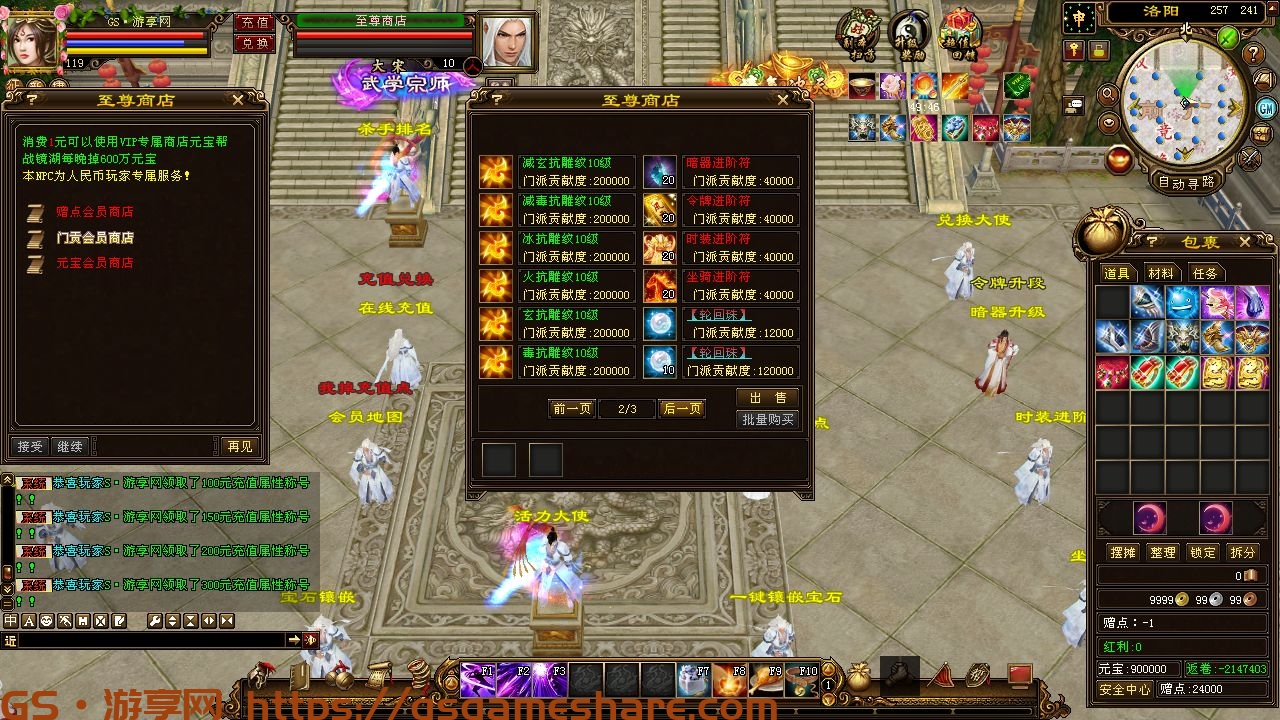 GS·游享网
119
充值
兑换
至尊商店
10
大宋
武学宗师
洛阳
257 241
北
自动寻路
GM
49:46
至尊商店
消费1元可以使用VIP专属商店元宝帮
战镜湖每晚掉600万元宝
本NPC为人民币玩家专属服务!
赠点会员商店
门贡会员商店
元宝会员商店
接受
继续
再见
至尊商店
减玄抗雕纹10级
门派贡献度:200000
20
暗器进阶符
门派贡献度:40000
减毒抗雕纹10级
门派贡献度:200000
20
令牌进阶符
门派贡献度:40000
冰抗雕纹10级
门派贡献度:200000
20
时装进阶符
门派贡献度:40000
火抗雕纹10级
门派贡献度:200000
20
坐骑进阶符
门派贡献度:40000
玄抗雕纹10级
门派贡献度:200000
【轮回珠】
门派贡献度:12000
毒抗雕纹10级
门派贡献度:200000
10
【轮回珠】
门派贡献度:120000
前一页
2/3
后一页
出 售
批量购买
杀手排名
充值兑换
在线充值
会员地图
活力大使
宝石镶嵌
一键镶嵌宝石
兑换大使
令牌升段
暗器升级
时装进阶
点
坐
包裹
道具
材料
任务
摆摊
整理
锁定
拆分
0
9999 99 99
赠点:-1
红利:0
元宝:900000
返卷:2147403
安全中心
赠点:24000
恭喜玩家S·游享网领取了100元充值属性称号
!!
恭喜玩家S·游享网领取了150元充值属性称号
!!
恭喜玩家S·游享网领取了200元充值属性称号
!!
恭喜玩家S·游享网领取了300元充值属性称号
!!
近
F1
F2
F3
F7
F8
F9
F10
1
GS·游享网 https://gsgameshare.com